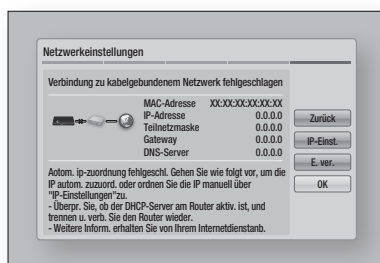 Netzwerkeinstellungen
Verbindung zu kabelgebundenem Netzwerk fehlgeschlagen
MAC-Adresse XX:XX:XX:XX:XX:XX
IP-Adresse 0.0.0.0
Teilnetzmaske 0.0.0.0
Gateway 0.0.0.0
DNS-Server 0.0.0.0
Zurück
IP-Einst.
E. ver.
OK
Aotom. ip-zuordnung fehlgeschl. Gehen Sie wie folgt vor, um die
IP autom. zuzuord. oder ordnen Sie die IP manuell über
"IP-Einstellungen"zu.
- Überpr. Sie, ob der DHCP-Server am Router aktiv. ist, und
trennen u. verb. Sie den Router wieder.
- Weitere Inform. erhalten Sie von Ihrem Internetdienstanb.